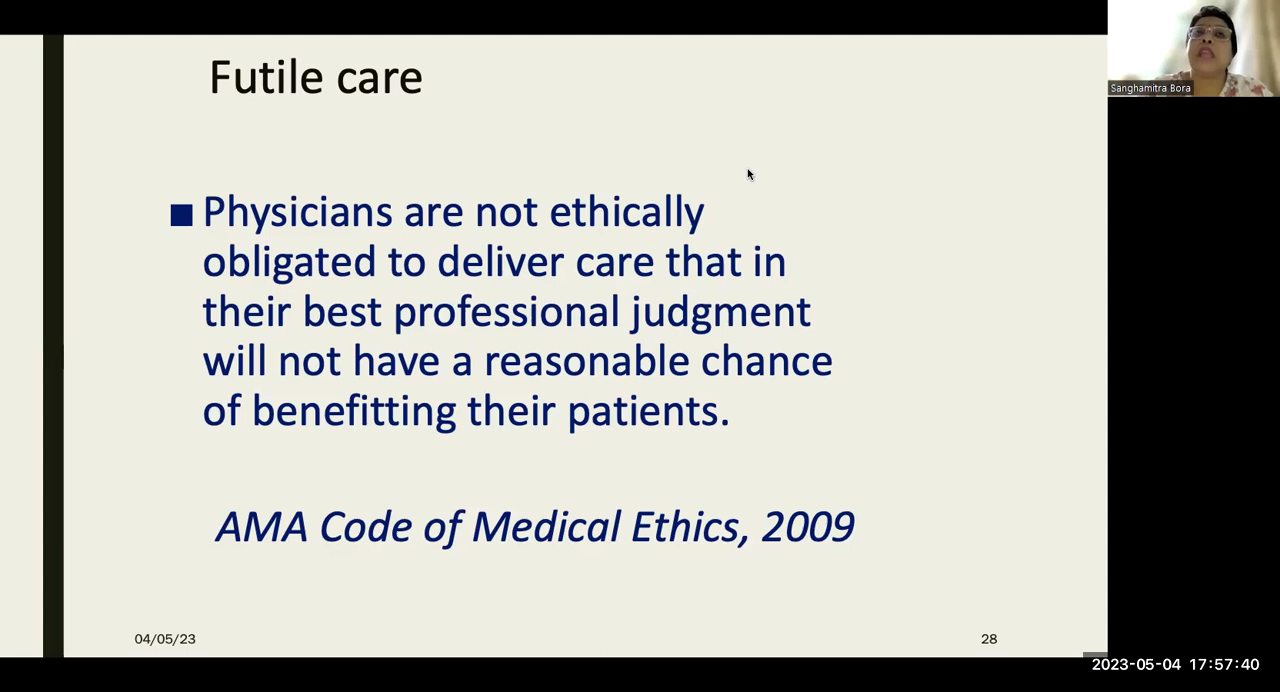 Futile care
Sanghamitra Bora
■ Physicians are not ethically
obligated to deliver care that in
their best professional judgment
will not have a reasonable chance
of benefitting their patients.
AMA Code of Medical Ethics, 2009
04/05/23
28
2023-05-04 17:57:40